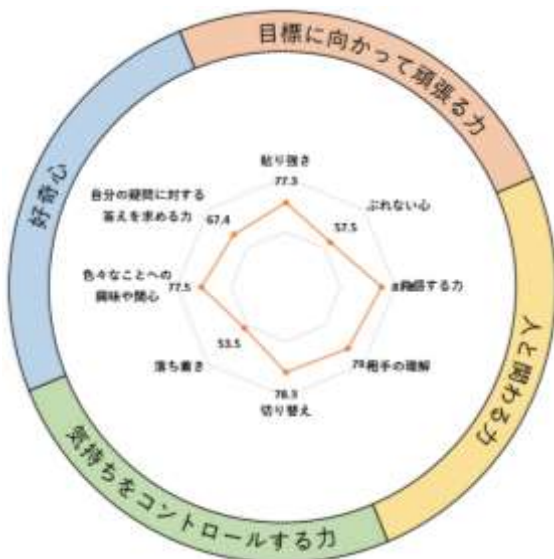 目標に向かって頑張る力
好奇心
人と関わる力
気持ちをコントロールする力
粘り強さ
77.3
ぶれない心
57.5
する力
相手の理解
78.3
切り替え
落ち着き
53.5
色々なことへの
興味や関心
77.5
自分の疑問に対する
答えを求める力
67.4